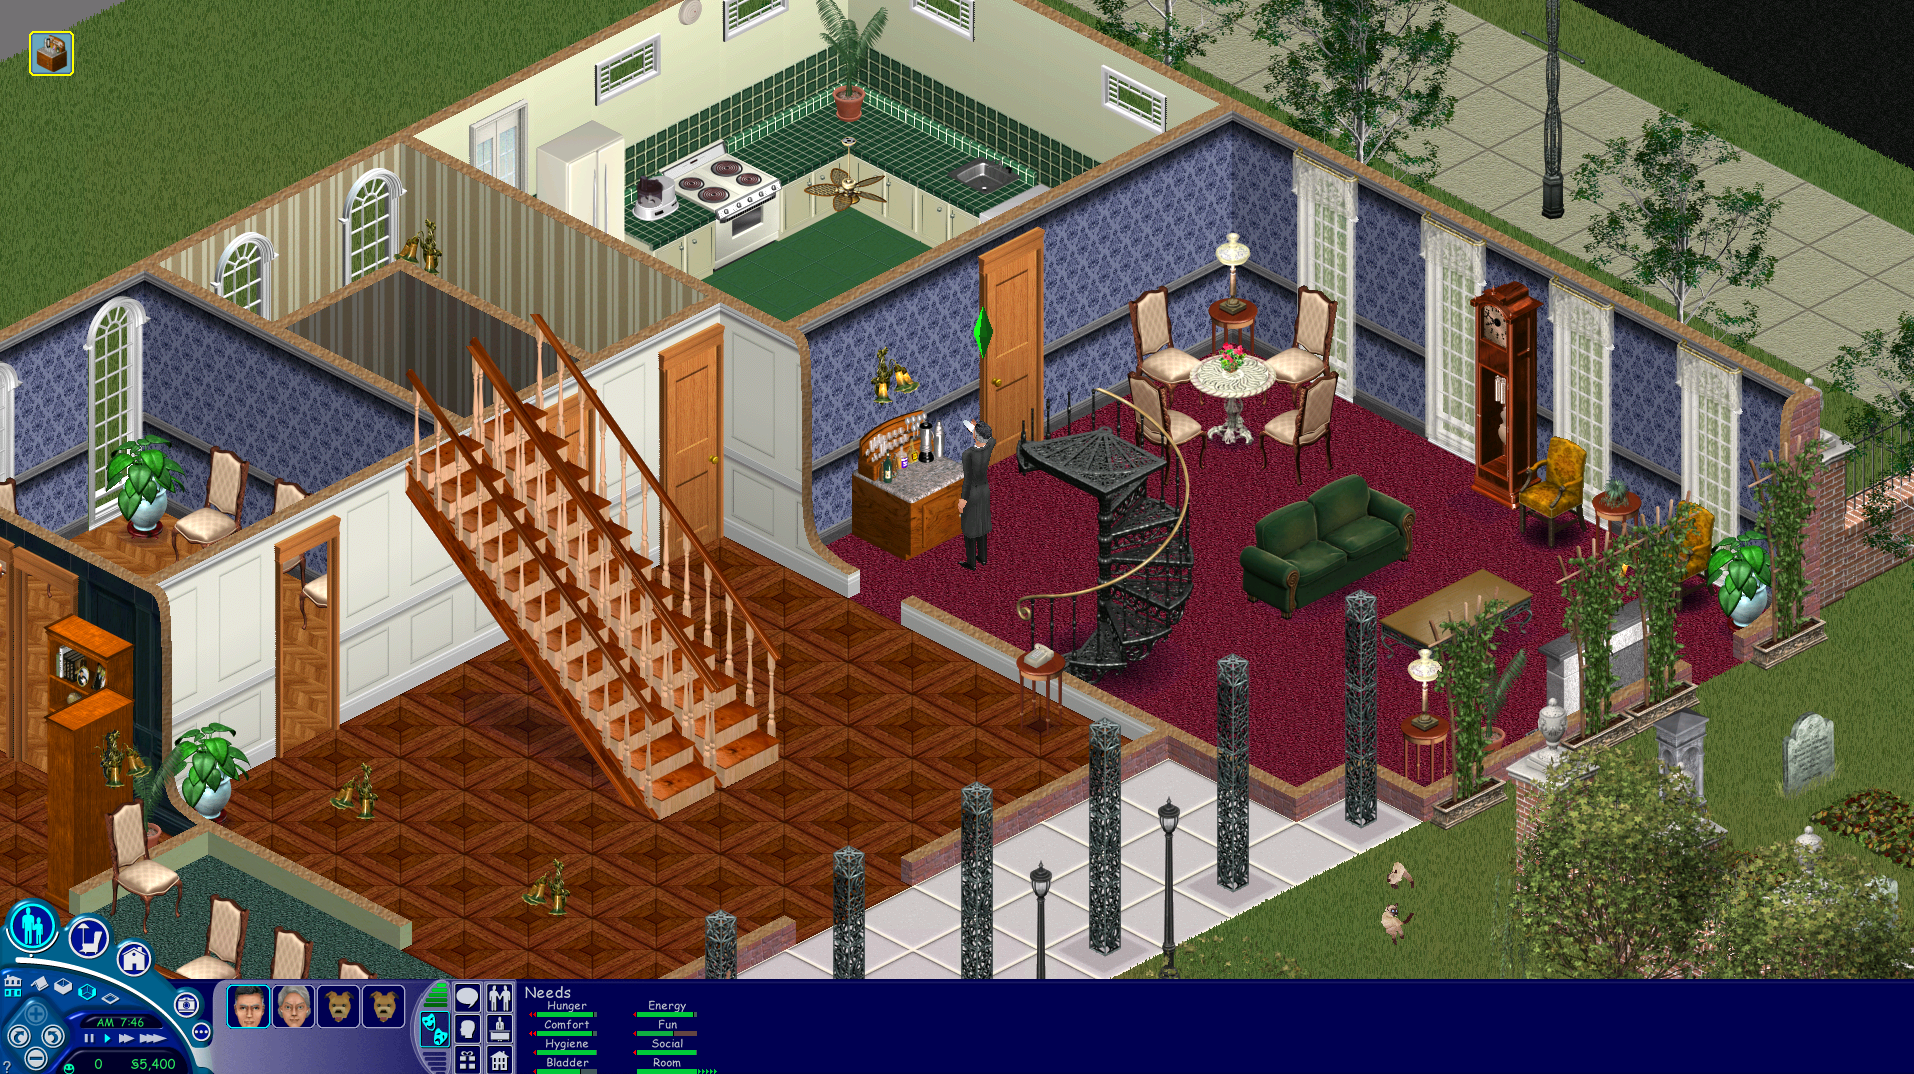 Needs
Hunger Energy
Comfort Fun
Hygiene Social
Bladder Room
AM 7:46
0 $5,400
?